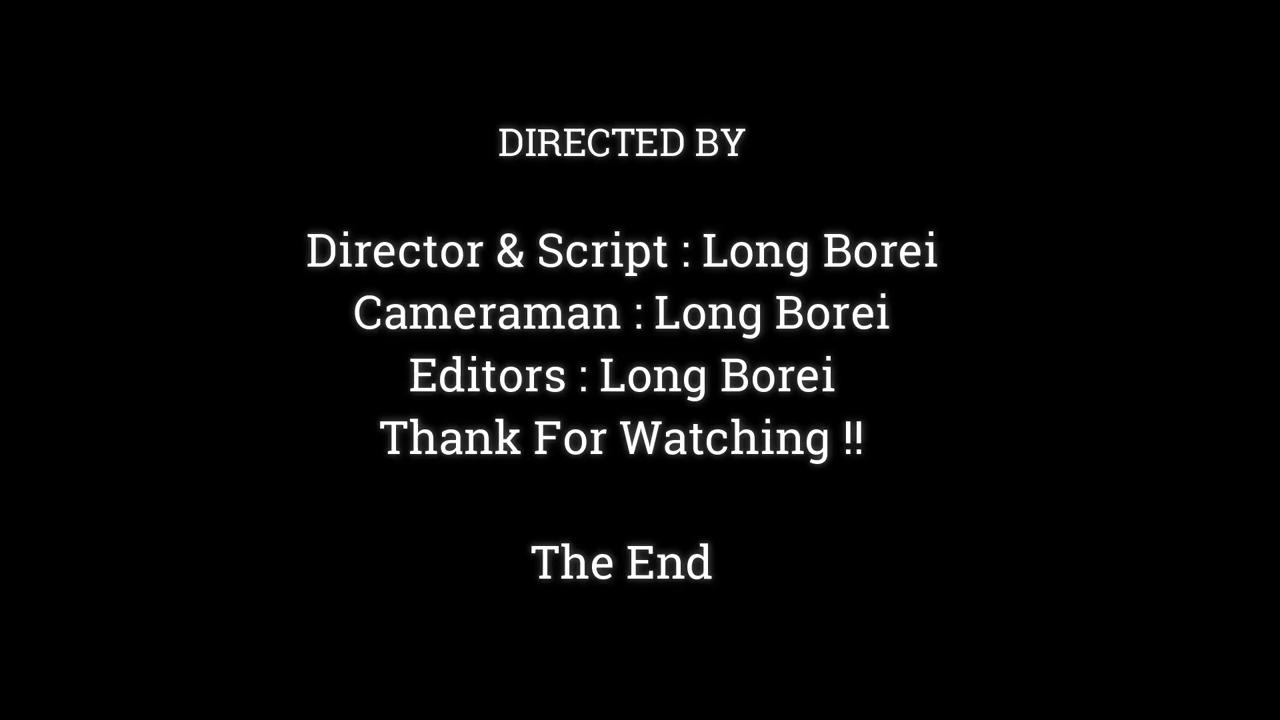 DIRECTED BY
Director & Script : Long Borei
Cameraman : Long Borei
Editors : Long Borei
Thank For Watching !!
The End